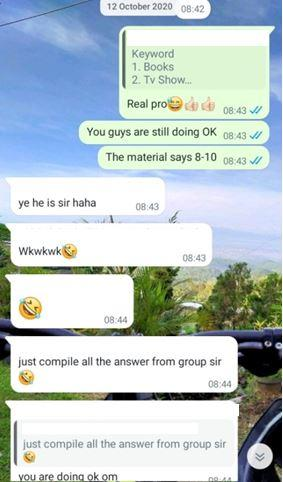 12 October 2020
08:42
Keyword
1. Books
2. Tv Show...
Real pro😅👍🏻👍🏻 08:43
You guys are still doing OK 08:43
The material says 8-10 08:43
ye he is sir haha 08:43
Wkwkwk🤣 08:43
🤣 08:44
just compile all the answer from group sir
🤣 08:44
just compile all the answer from group sir
🤣
you are doing ok om 08:44